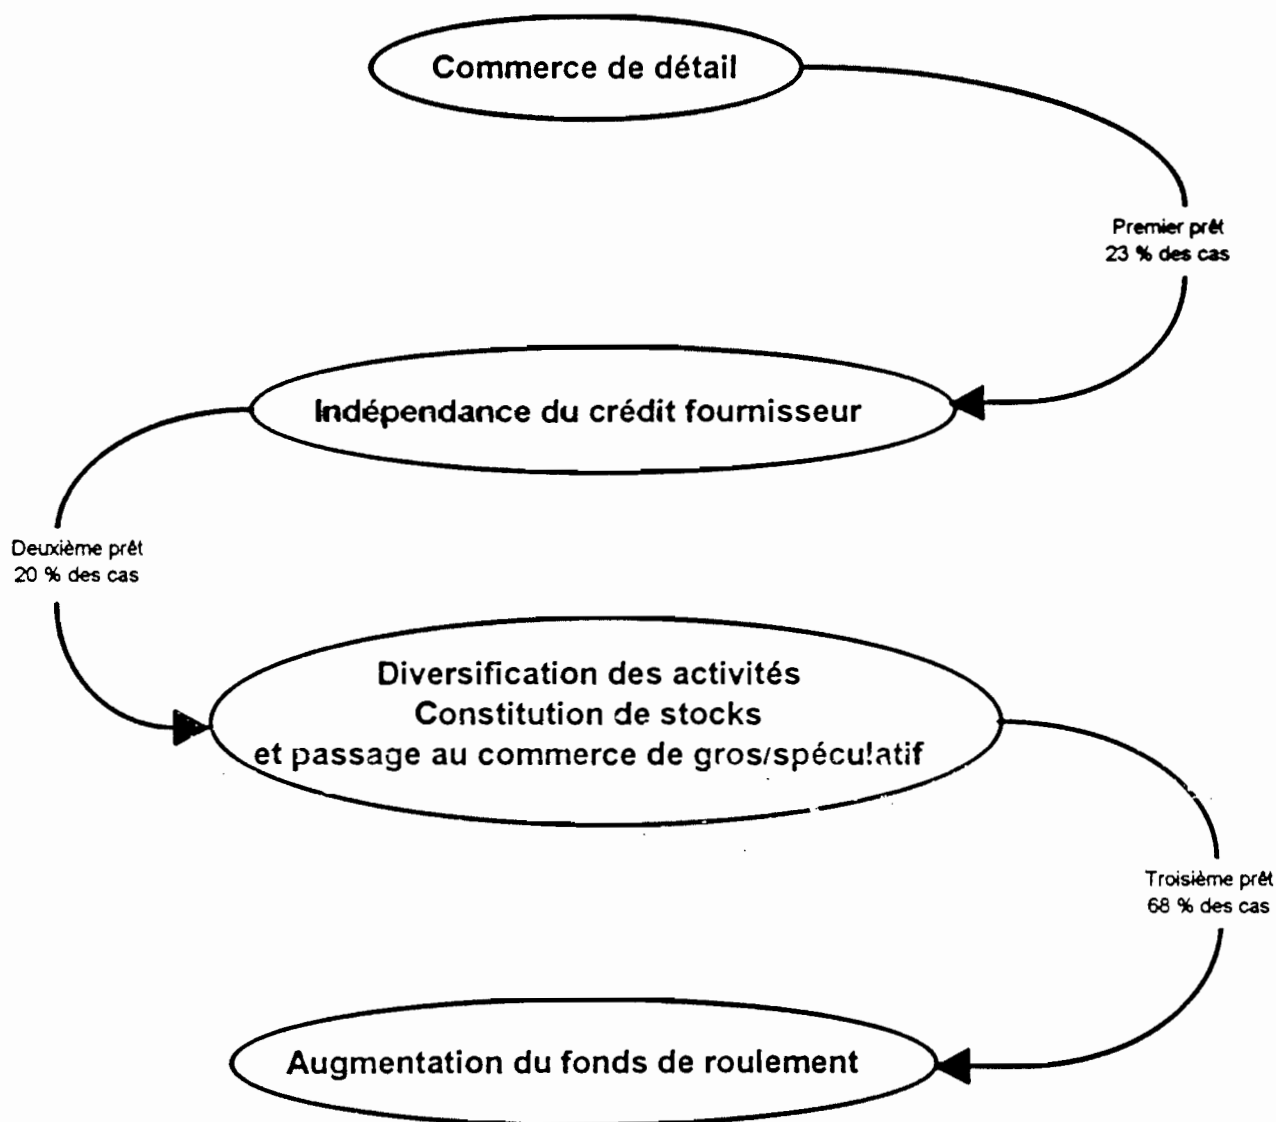 Commerce de détail
Premier prêt
23 % des cas
Indépendance du crédit fournisseur
Deuxième prêt
20 % des cas
Diversification des activités
Constitution de stocks
et passage au commerce de gros/spéculatif
Troisième prêt
68 % des cas
Augmentation du fonds de roulement